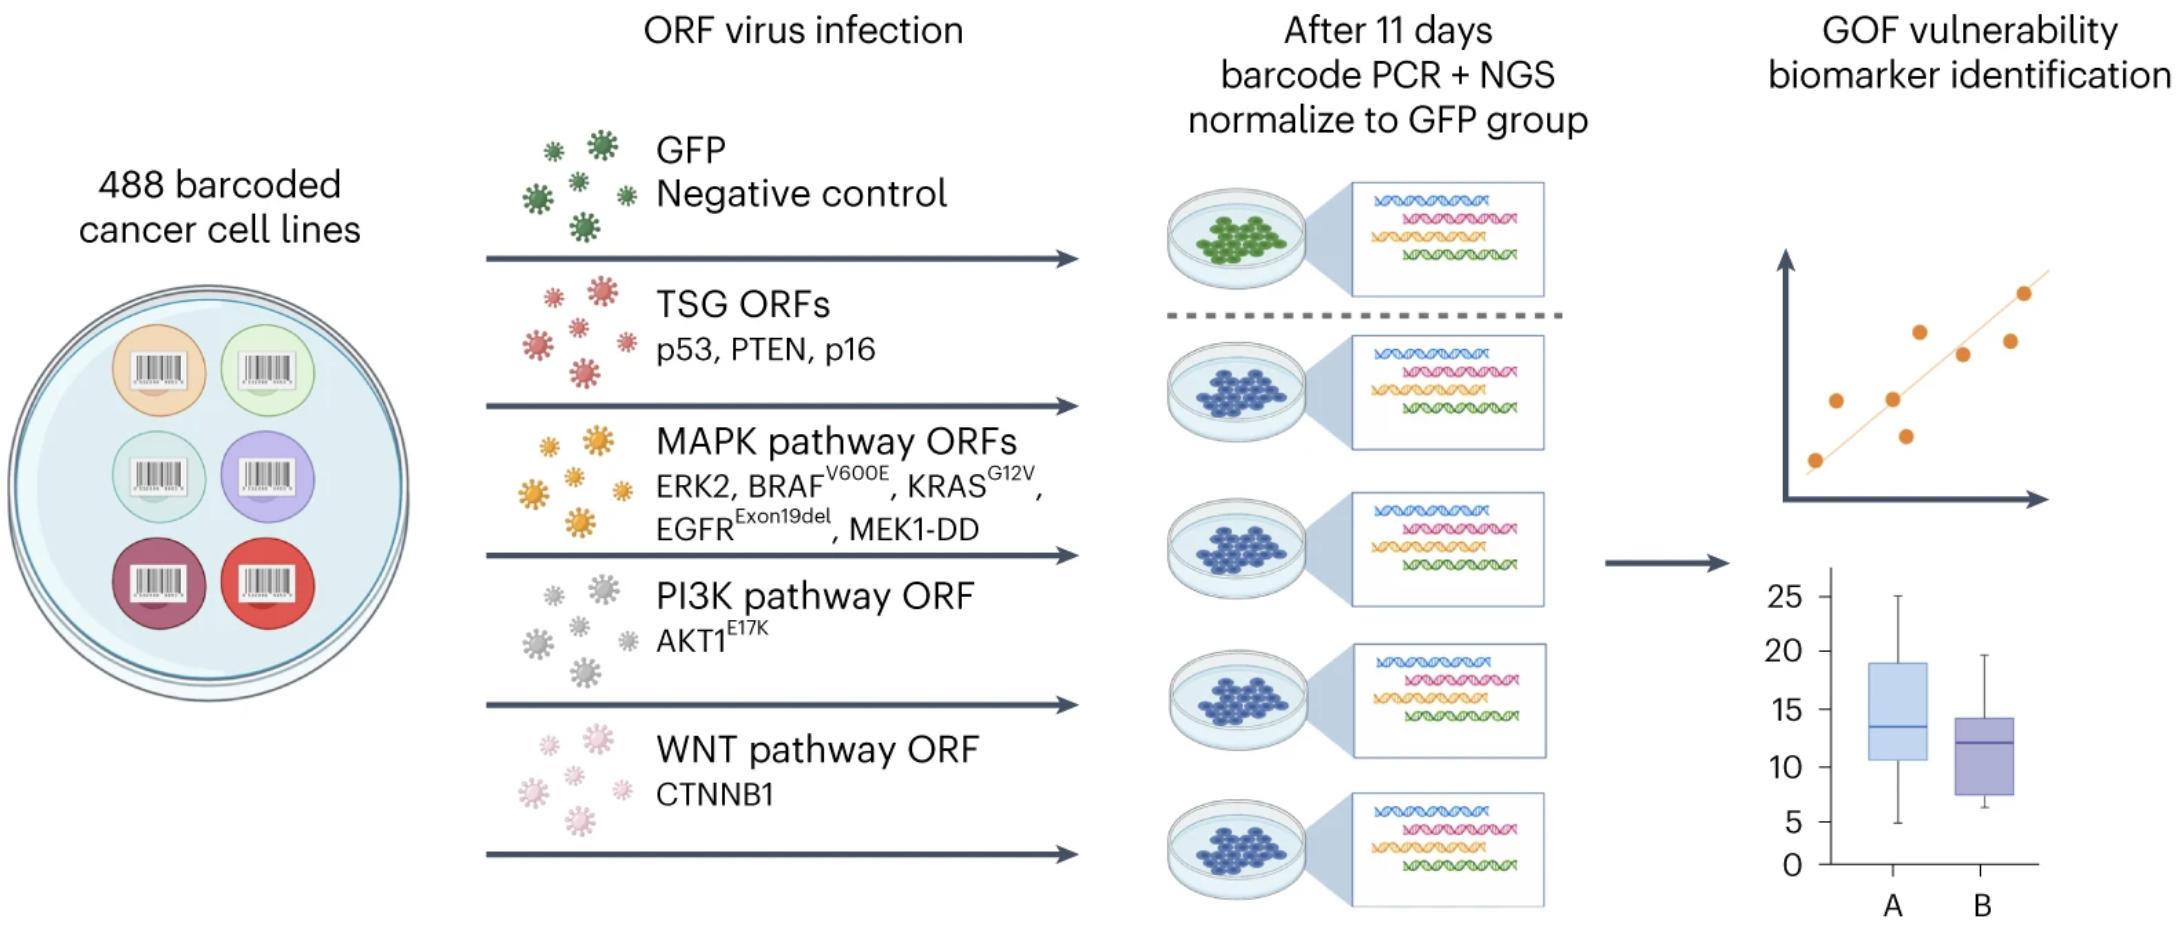 488 barcoded
cancer cell lines
ORF virus infection
GFP
Negative control
TSG ORFs
p53, PTEN, p16
MAPK pathway ORFs
ERK2, BRAF^V600E, KRAS^G12V,
EGFR^Exon19del, MEK1-DD
PI3K pathway ORF
AKT1^E17K
WNT pathway ORF
CTNNB1
After 11 days
barcode PCR + NGS
normalize to GFP group
GOF vulnerability
biomarker identification
25
20
15
10
5
0
A B